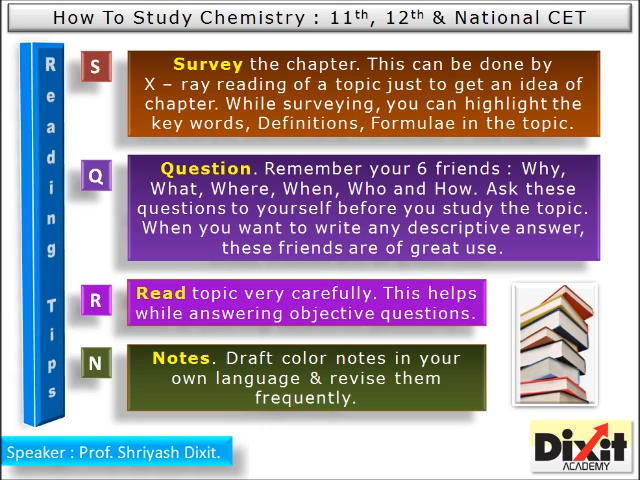 How To Study Chemistry : 11th, 12th & National CET
Reading Tips
S
Survey the chapter. This can be done by
X – ray reading of a topic just to get an idea of
chapter. While surveying, you can highlight the
key words, Definitions, Formulae in the topic.
Q
Question. Remember your 6 friends : Why,
What, Where, When, Who and How. Ask these
questions to yourself before you study the topic.
When you want to write any descriptive answer,
these friends are of great use.
R
Read topic very carefully. This helps
while answering objective questions.
N
Notes. Draft color notes in your
own language & revise them
frequently.
Speaker : Prof. Shriyash Dixit.
Dixit
ACADEMY